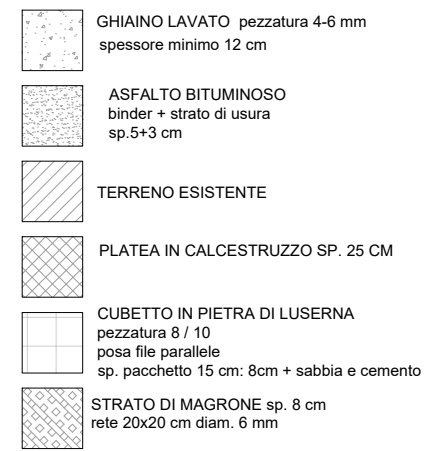 GHIAINO LAVATO pezzatura 4-6 mm
spessore minimo 12 cm
ASFALTO BITUMINOSO
binder + strato di usura
sp.5+3 cm
TERRENO ESISTENTE
PLATEA IN CALCESTRUZZO SP. 25 CM
CUBETTO IN PIETRA DI LUSERNA
pezzatura 8 / 10
posa file parallele
sp. pacchetto 15 cm: 8cm + sabbia e cemento
STRATO DI MAGRONE sp. 8 cm
rete 20x20 cm diam. 6 mm